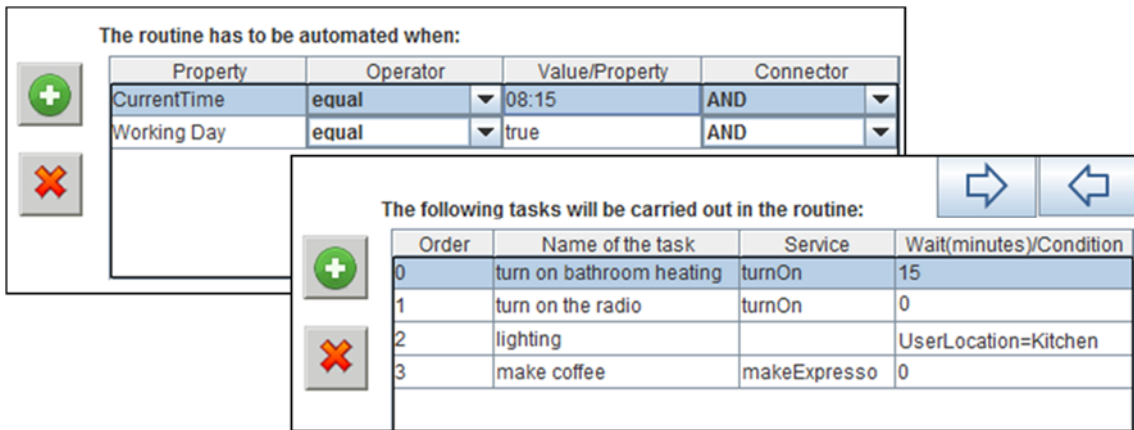 The routine has to be automated when:
Property Operator Value/Property Connector
CurrentTime equal 08:15 AND
Working Day equal true AND
The following tasks will be carried out in the routine:
Order Name of the task Service Wait(minutes)/Condition
0 turn on bathroom heating turnOn 15
1 turn on the radio turnOn 0
2 lighting UserLocation=Kitchen
3 make coffee makeExpresso 0